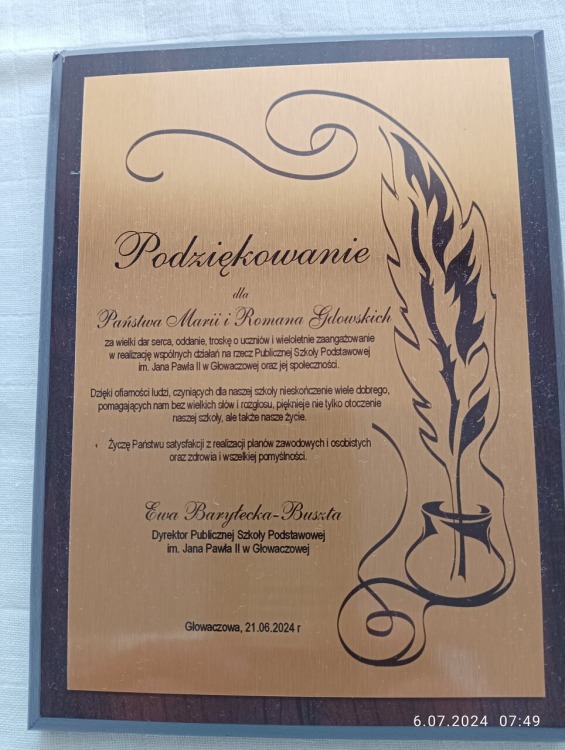 Podziękowanie
dla
Państwa Marii i Romana Gdowskich
za wielki dar serca, oddanie, troskę o uczniów i wieloletnie zaangażowanie
w realizację wspólnych działań na rzecz Publicznej Szkoły Podstawowej
im. Jana Pawła II w Głowaczowej oraz jej społeczności.
Dzięki ofiarności ludzi, czyniących dla naszej szkoły nieskończenie wiele dobrego,
pomagających nam bez wielkich słów i rozgłosu, pięknieje nie tylko otoczenie
naszej szkoły, ale także nasze życie.
Życzę Państwu satysfakcji z realizacji planów zawodowych i osobistych
oraz zdrowia i wszelkiej pomyślności.
Ewa Barylecka-Buszta
Dyrektor Publicznej Szkoły Podstawowej
im. Jana Pawła II w Głowaczowej
Głowaczowa, 21.06.2024 r
6.07.2024 07:49